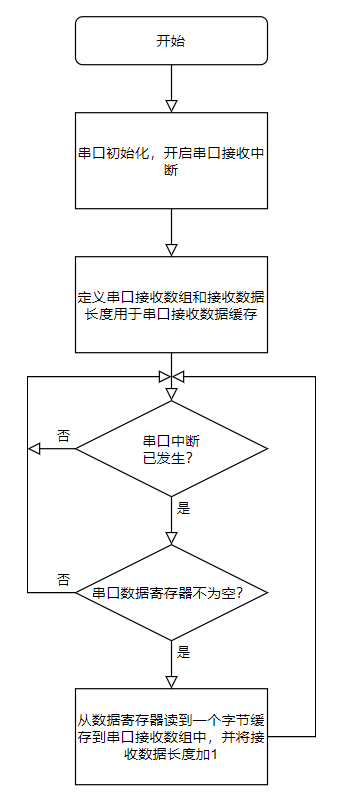 开始
串口初始化，开启串口接收中
断
定义串口接收数组和接收数据
长度用于串口接收数据缓存
否
串口中断
已发生？
是
否
串口数据寄存器不为空？
是
从数据寄存器读到一个字节缓
存到串口接收数组中，并将接
收数据长度加1